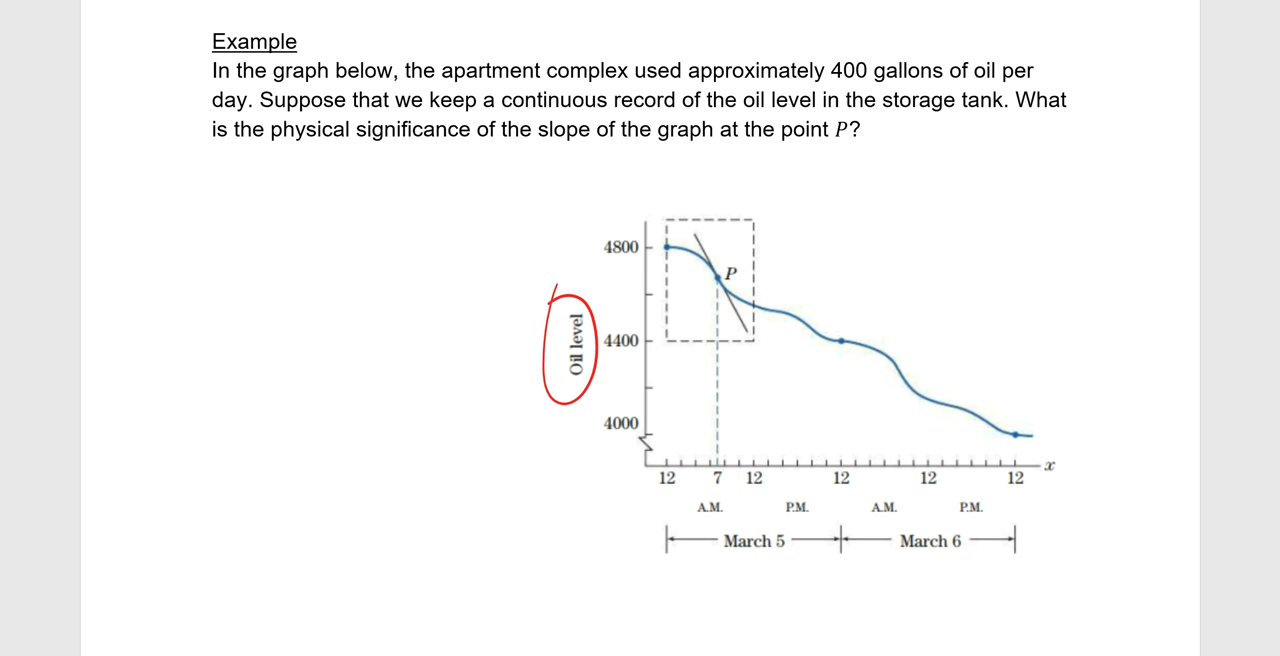 Example
In the graph below, the apartment complex used approximately 400 gallons of oil per
day. Suppose that we keep a continuous record of the oil level in the storage tank. What
is the physical significance of the slope of the graph at the point P?
4800
P
Oil level
4400
4000
x
12 7 12 12 12 12
A.M. P.M. A.M. P.M.
March 5 March 6